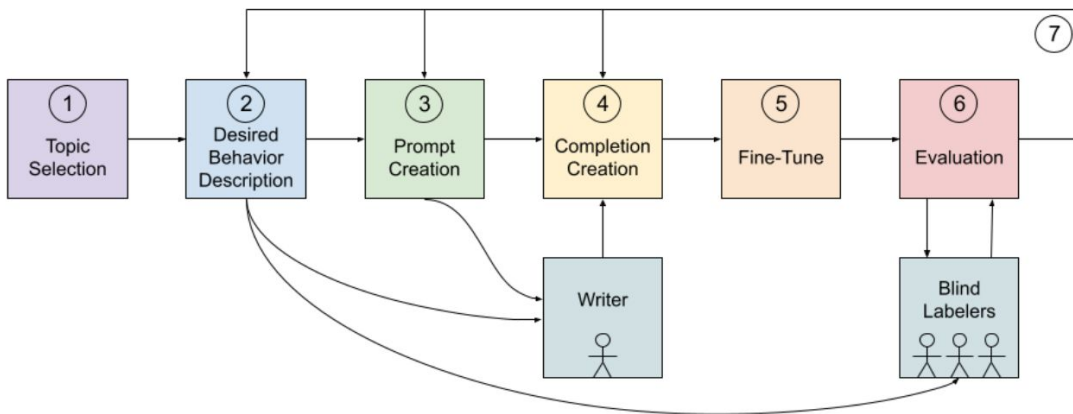 7
1
Topic
Selection
2
Desired
Behavior
Description
3
Prompt
Creation
4
Completion
Creation
5
Fine-Tune
6
Evaluation
Writer
Blind
Labelers